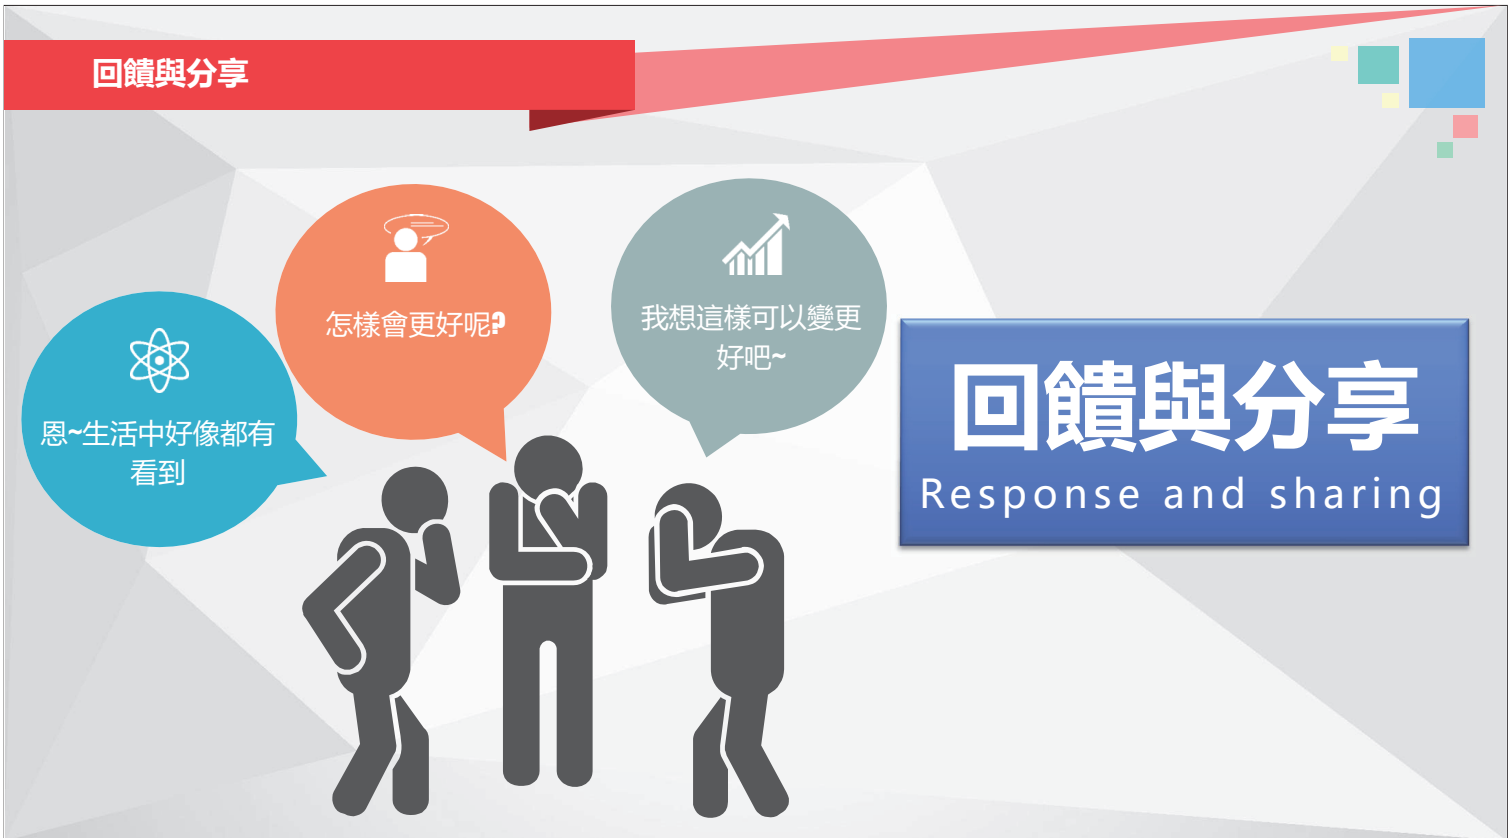 回饋與分享
恩~生活中好像都有
看到
怎樣會更好呢?
我想這樣可以變更
好吧~
回饋與分享
Response and sharing